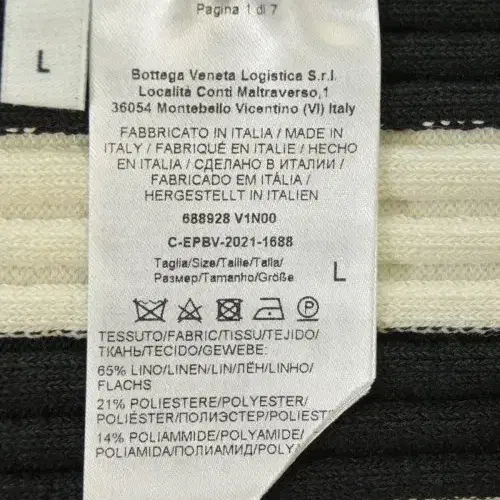 Pagina 1 di 7
L
Bottega Veneta Logistica S.r.l.
Località Conti Maltraverso,1
36054 Montebello Vicentino (VI) Italy
FABBRICATO IN ITALIA / MADE IN
ITALY / FABRIQUÉ EN ITALIE / HECHO
EN ITALIA / СДЕЛАНО В ИТАЛИИ /
FABRICADO EM ITÁLIA /
HERGESTELLT IN ITALIEN
688928 V1N00
C-EPBV-2021-1688
Taglia/Size/Taille/Talla/
Размер/Tamanho/Größe
L
TESSUTO/FABRIC/TISSU/TEJIDO/
ТКАНЬ/TECIDO/GEWEBE:
65% LINO/LINEN/LIN/ЛЁН/LINHO/
FLACHS
21% POLIESTERE/POLYESTER/
POLIÉSTER/ПОЛИЭСТЕР/POLIEST
14% POLIAMMIDE/POLYAMIDE/
POLIAMIDA/ПОЛИАМИД/POLY